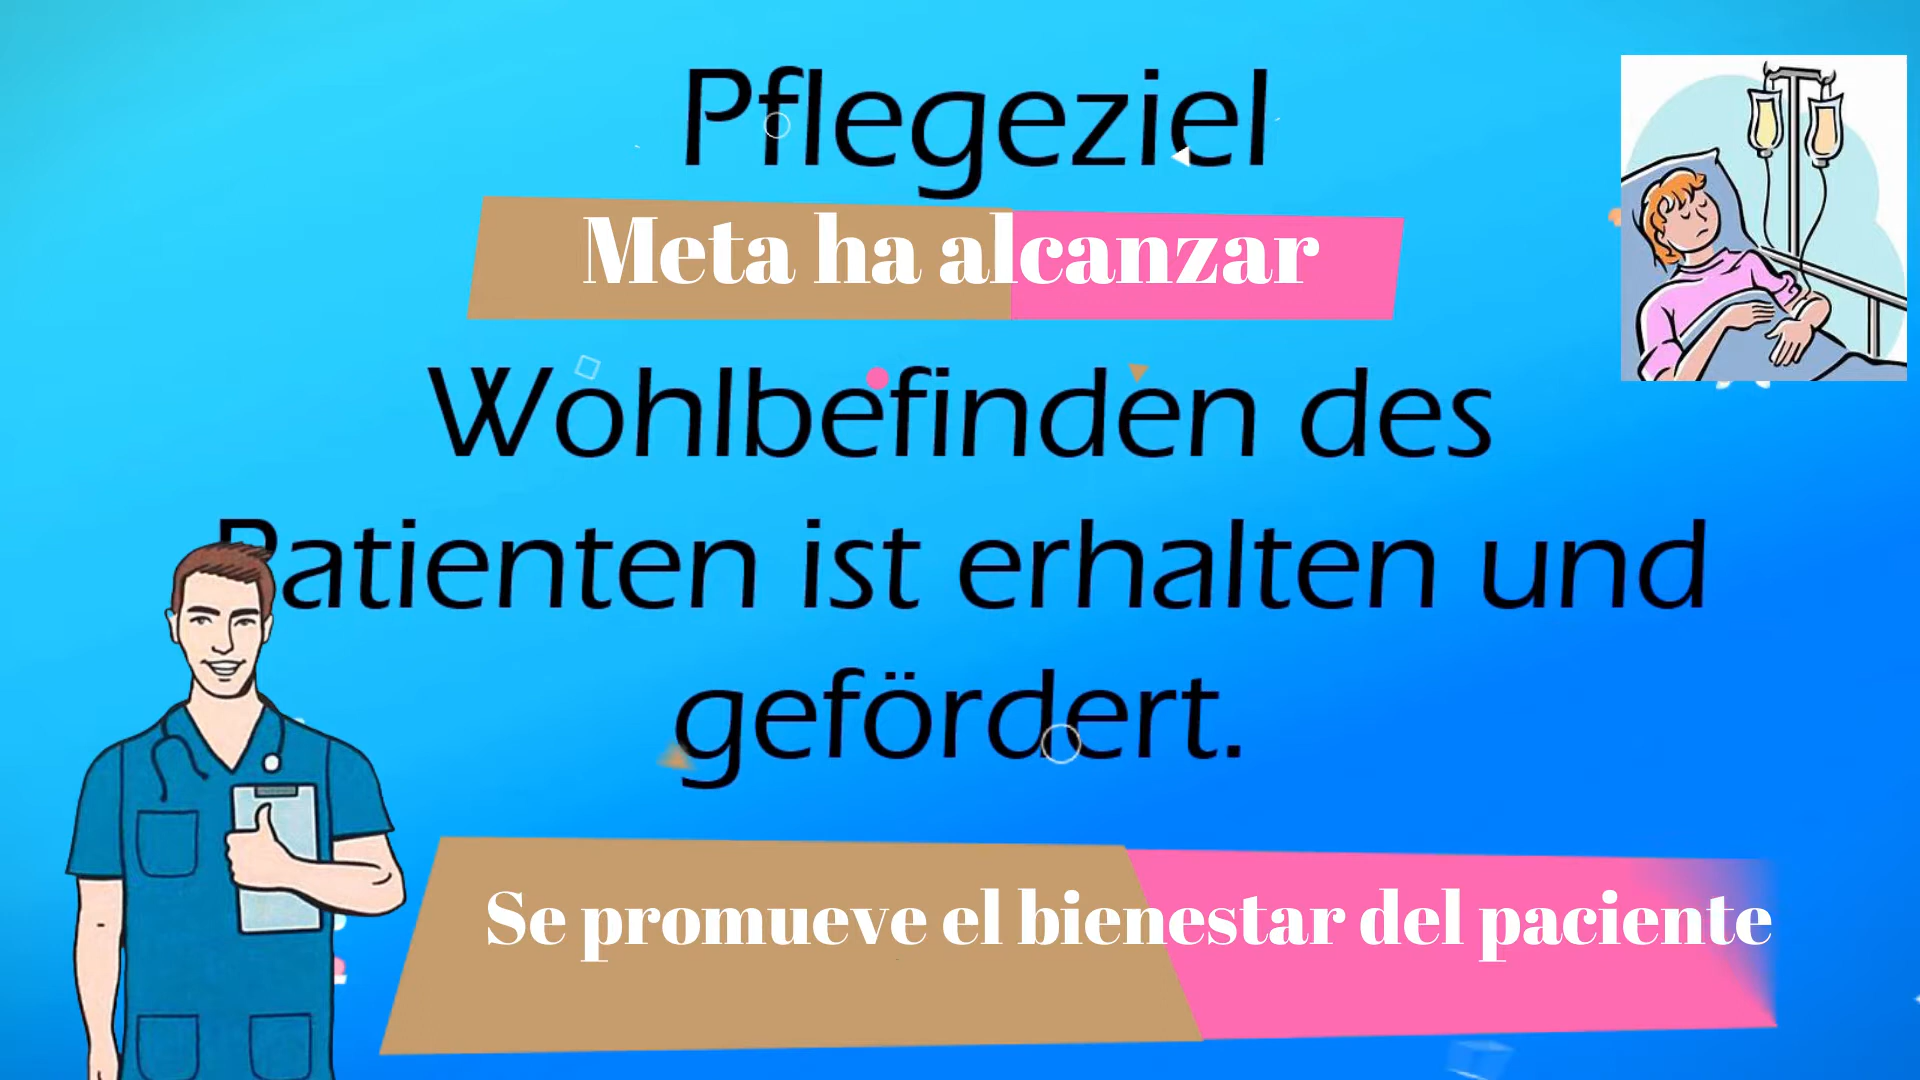 Pflegeziel
Meta ha alcanzar
Wohlbefinden des
Patienten ist erhalten und
gefördert.
Se promueve el bienestar del paciente